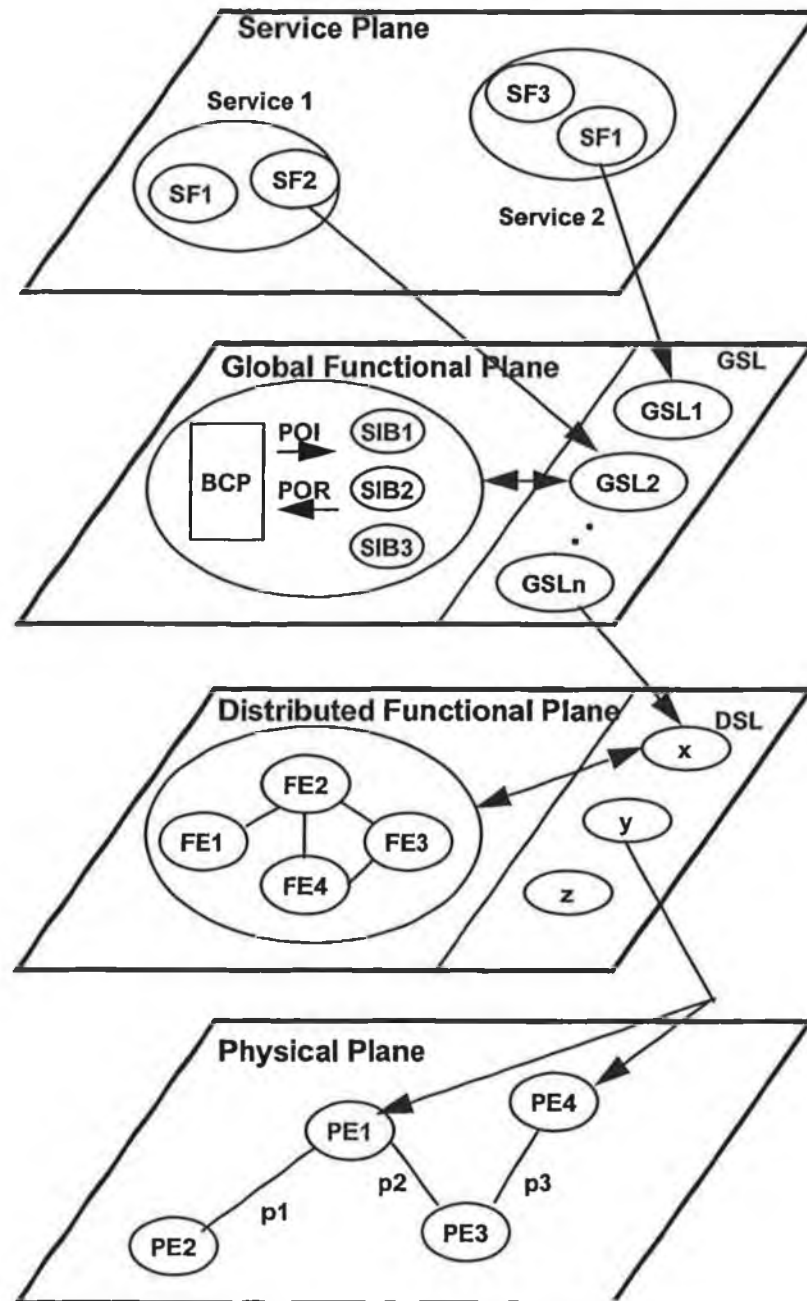 Service Plane
Service 1
SF3
SF1
SF1
SF2
Service 2
Global Functional Plane
GSL
GSL1
POI
SIB1
BCP
POR
SIB2
GSL2
SIB3
GSLn
Distributed Functional Plane
DSL
x
FE2
FE1
FE3
y
FE4
z
Physical Plane
PE4
PE1
p2
p3
p1
PE2
PE3